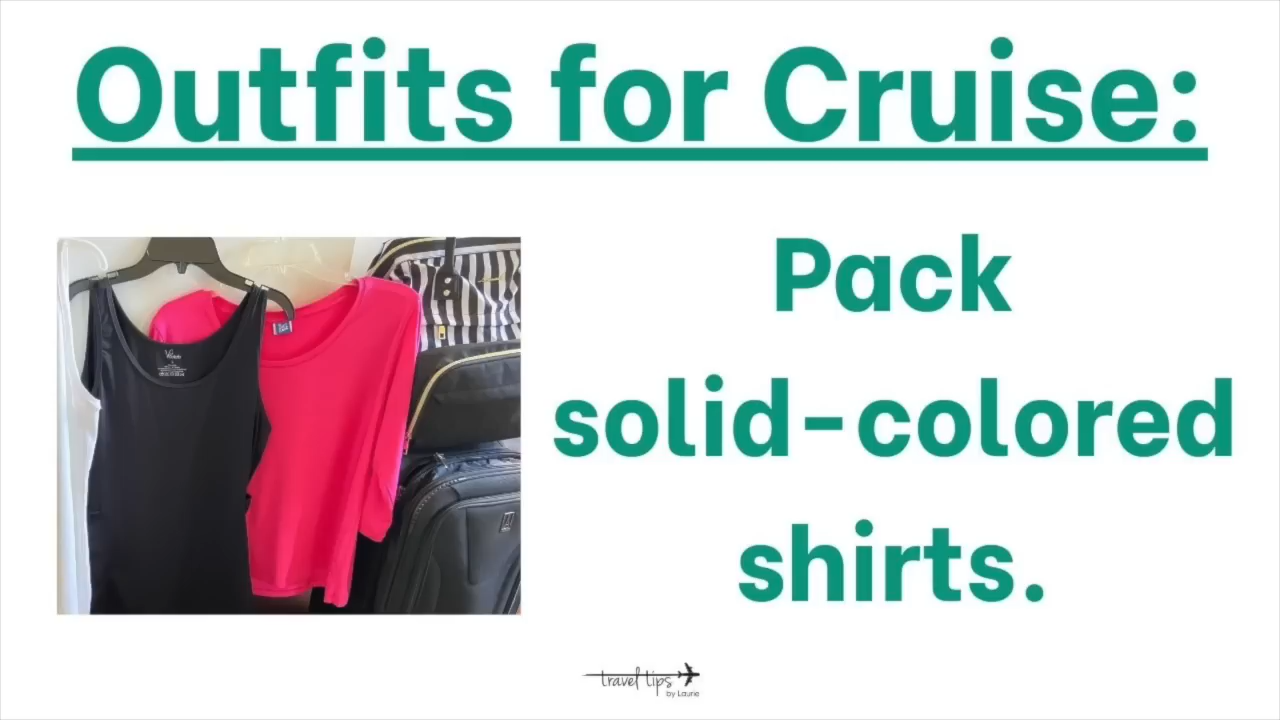 Outfits for Cruise:
Pack
solid-colored
shirts.
travel tips
by Laurie